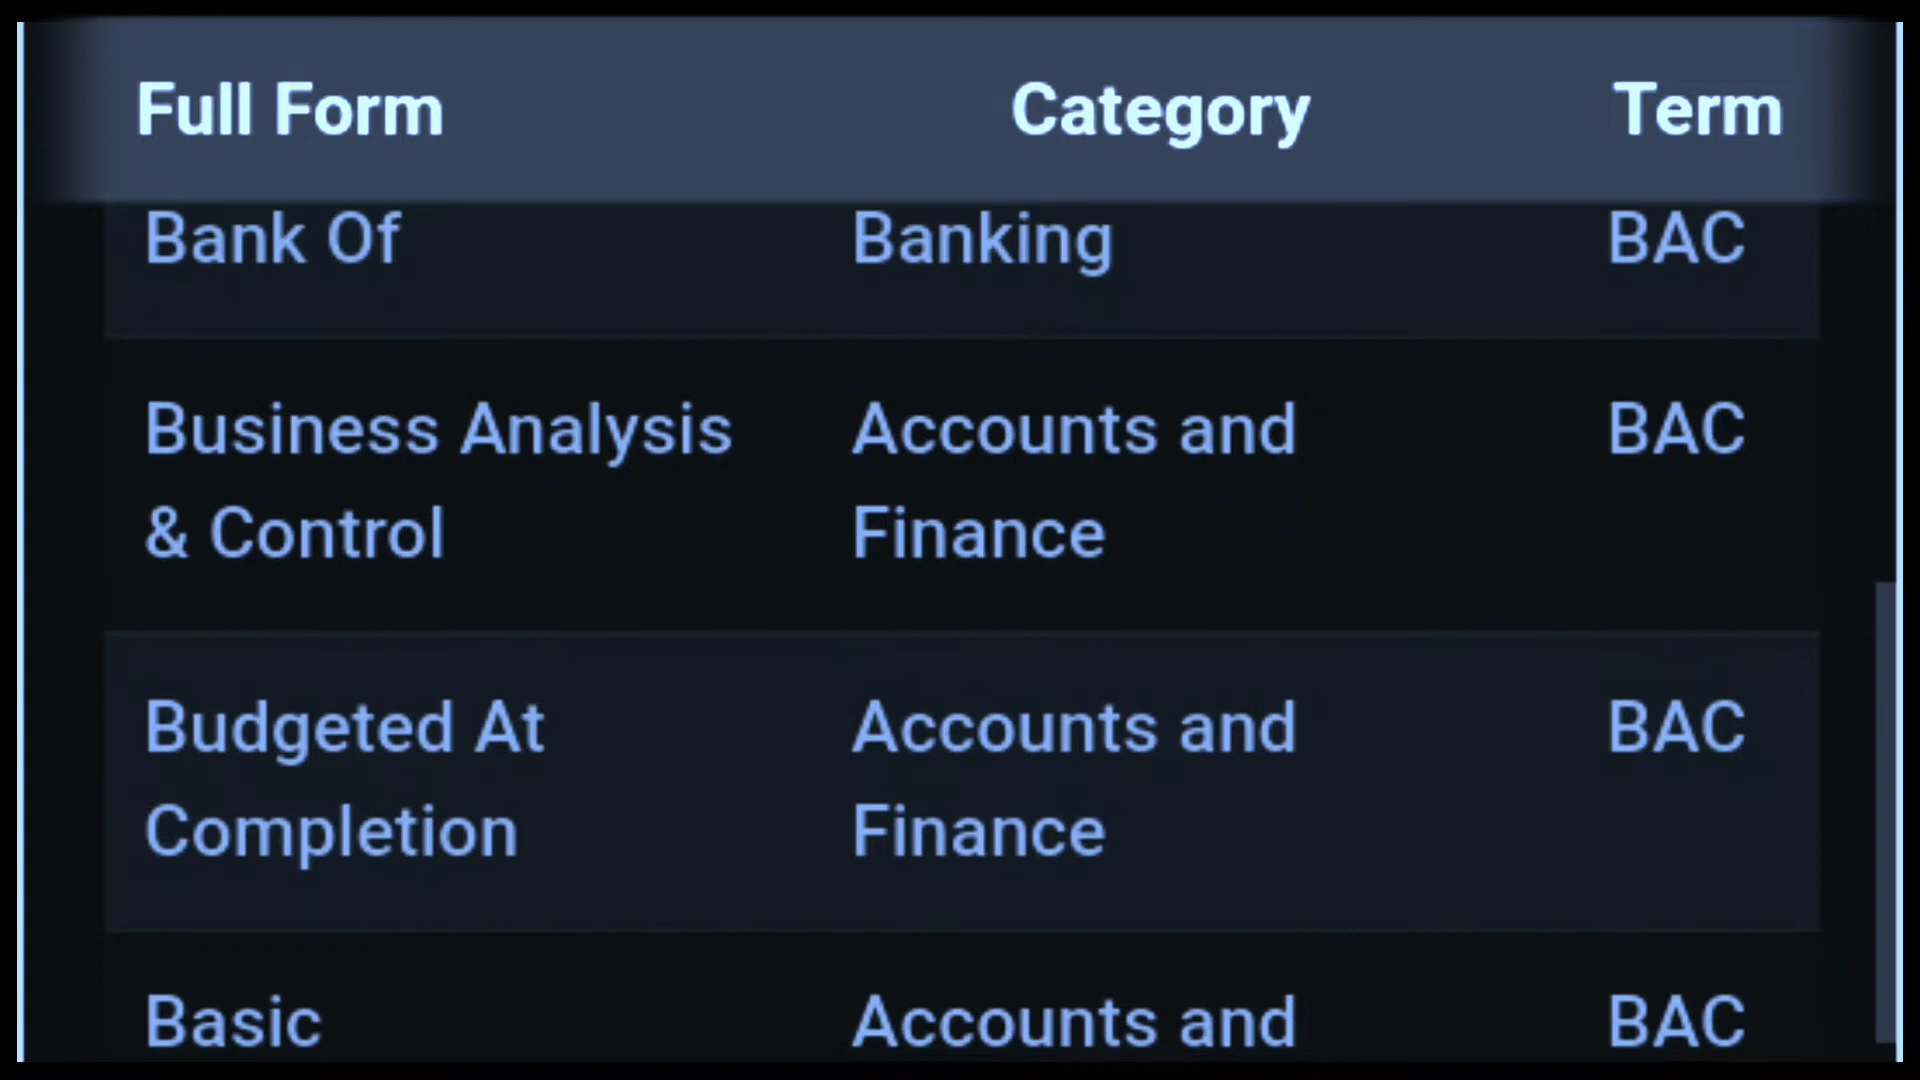 Full Form Category Term
Bank Of Banking BAC
Business Analysis Accounts and BAC
& Control Finance
Budgeted At Accounts and BAC
Completion Finance
Basic Accounts and BAC